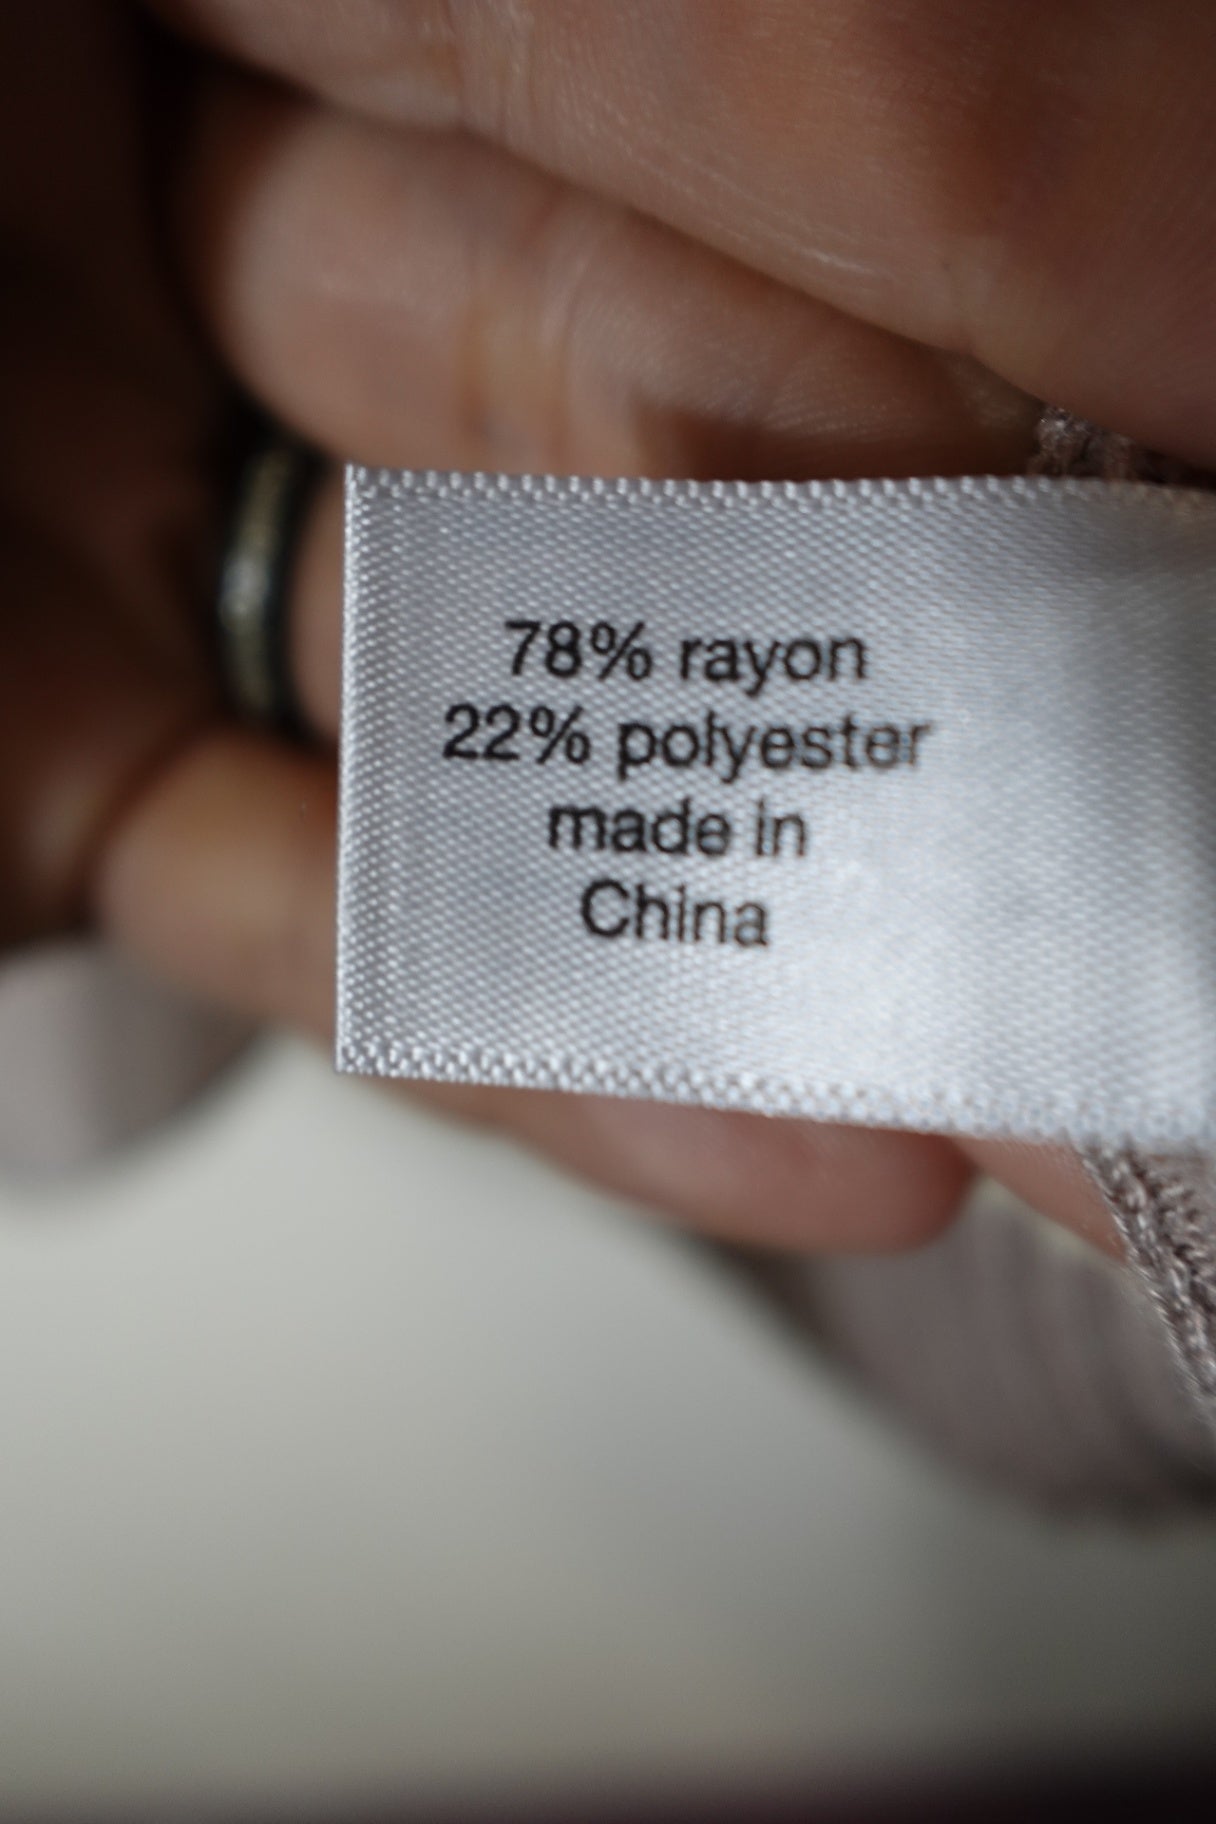 78% rayon
22% polyester
made in
China